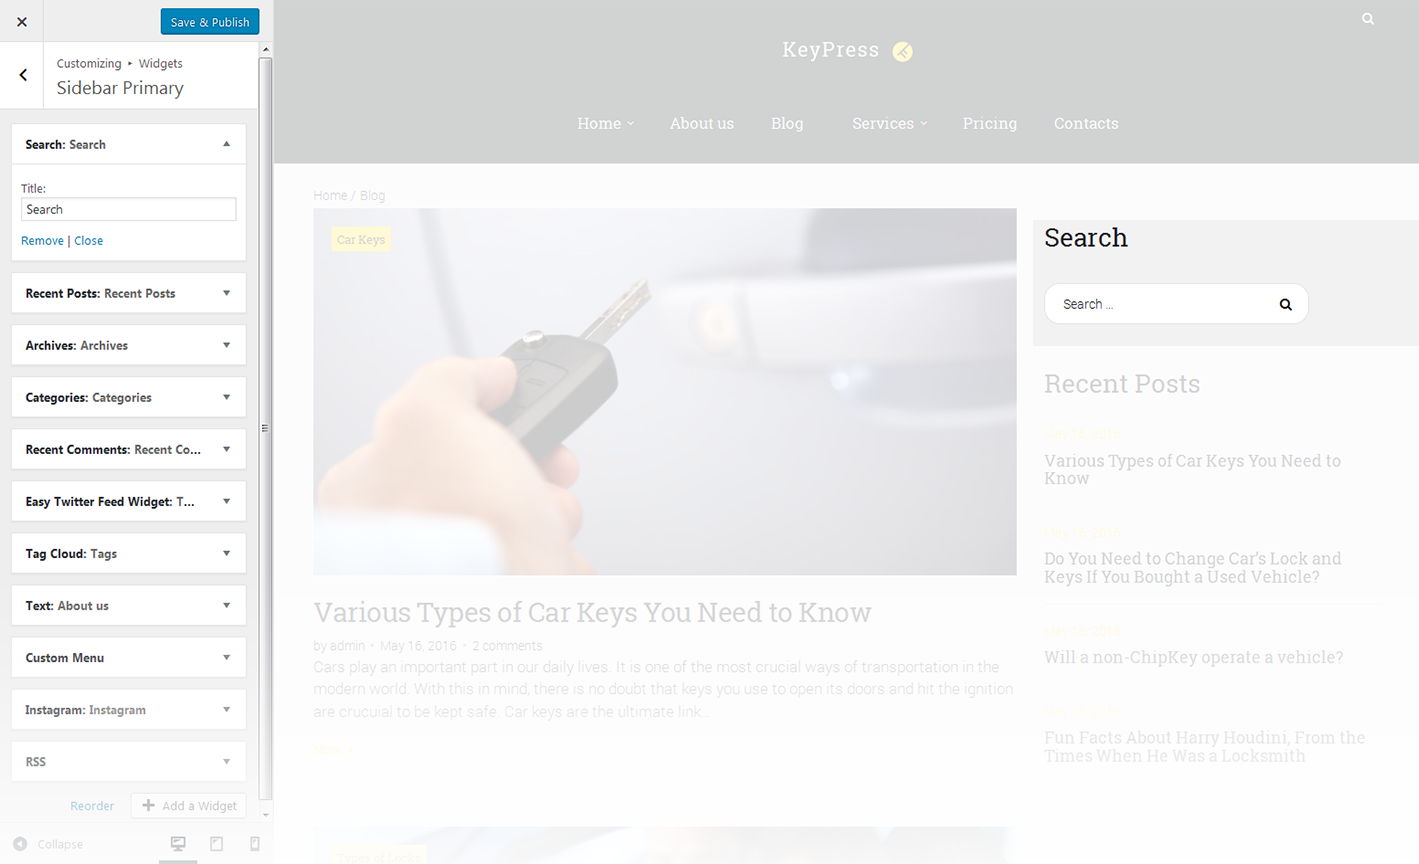 Save & Publish
Customizing ▸ Widgets
Sidebar Primary
Search: Search
Title:
Search
Remove | Close
Recent Posts: Recent Posts
Archives: Archives
Categories: Categories
Recent Comments: Recent Co...
Easy Twitter Feed Widget: T...
Tag Cloud: Tags
Text: About us
Custom Menu
Instagram: Instagram
RSS
Reorder
Add a Widget
Collapse
KeyPress
Home
About us
Blog
Services
Pricing
Contacts
Home / Blog
Car Keys
Various Types of Car Keys You Need to Know
by admin • May 16, 2016 • 2 comments
Cars play an important part in our daily lives. It is one of the most crucial ways of transportation in the
modern world. With this in mind, there is no doubt that keys you use to open its doors and hit the ignition
are crucuial to be kept safe. Car keys are the ultimate link...
Types of Locks
Search
Search ...
Recent Posts
Various Types of Car Keys You Need to
Know
May 16, 2016
Do You Need to Change Car's Lock and
Keys If You Bought a Used Vehicle?
May 16, 2016
Will a non-ChipKey operate a vehicle?
Fun Facts About Harry Houdini, From the
Times When He Was a Locksmith